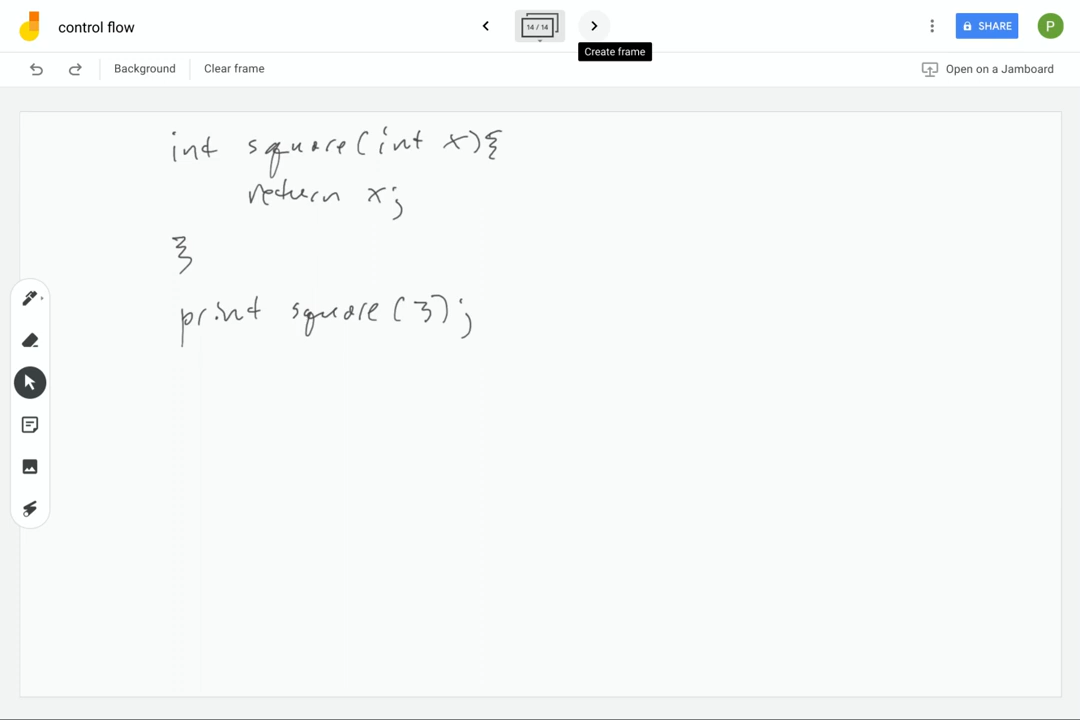 control flow
14 / 14
SHARE
P
Create frame
Background
Clear frame
Open on a Jamboard
int square(int x){
return x;
}
print square(3);